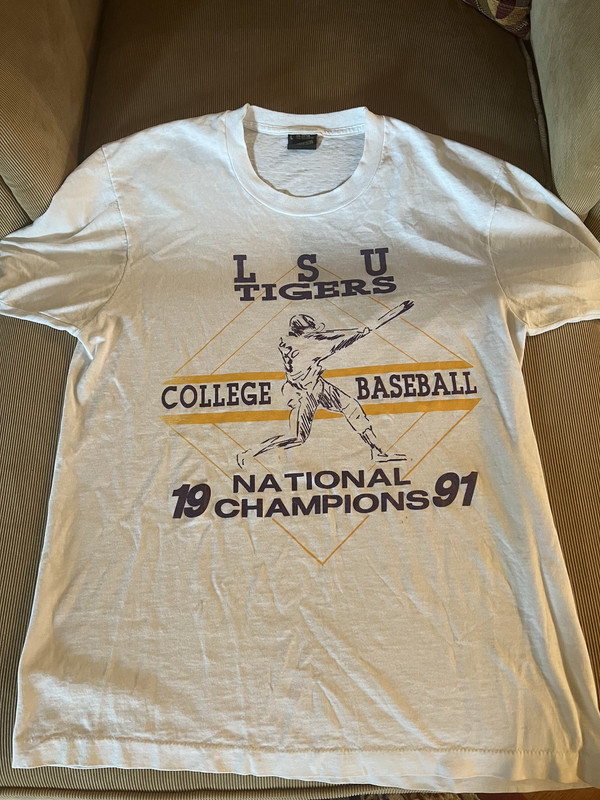 L S U
TIGERS
COLLEGE BASEBALL
NATIONAL
19 CHAMPIONS 91